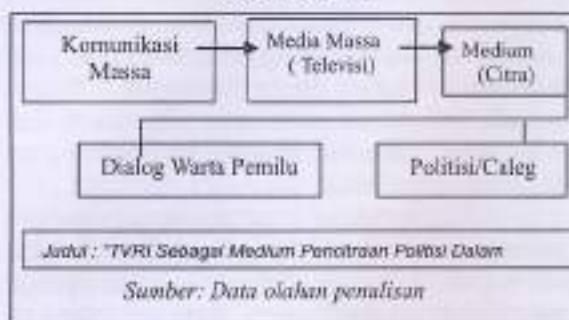 Komunikasi
Massa
Media Massa
( Televisi)
Medium
(Citra)
Dialog Warta Pemilu
Politisi/Caleg
Judul : "TVRI Sebagai Medium Pencitraan Politisi Dalam
Sumber: Data olahan penulisan